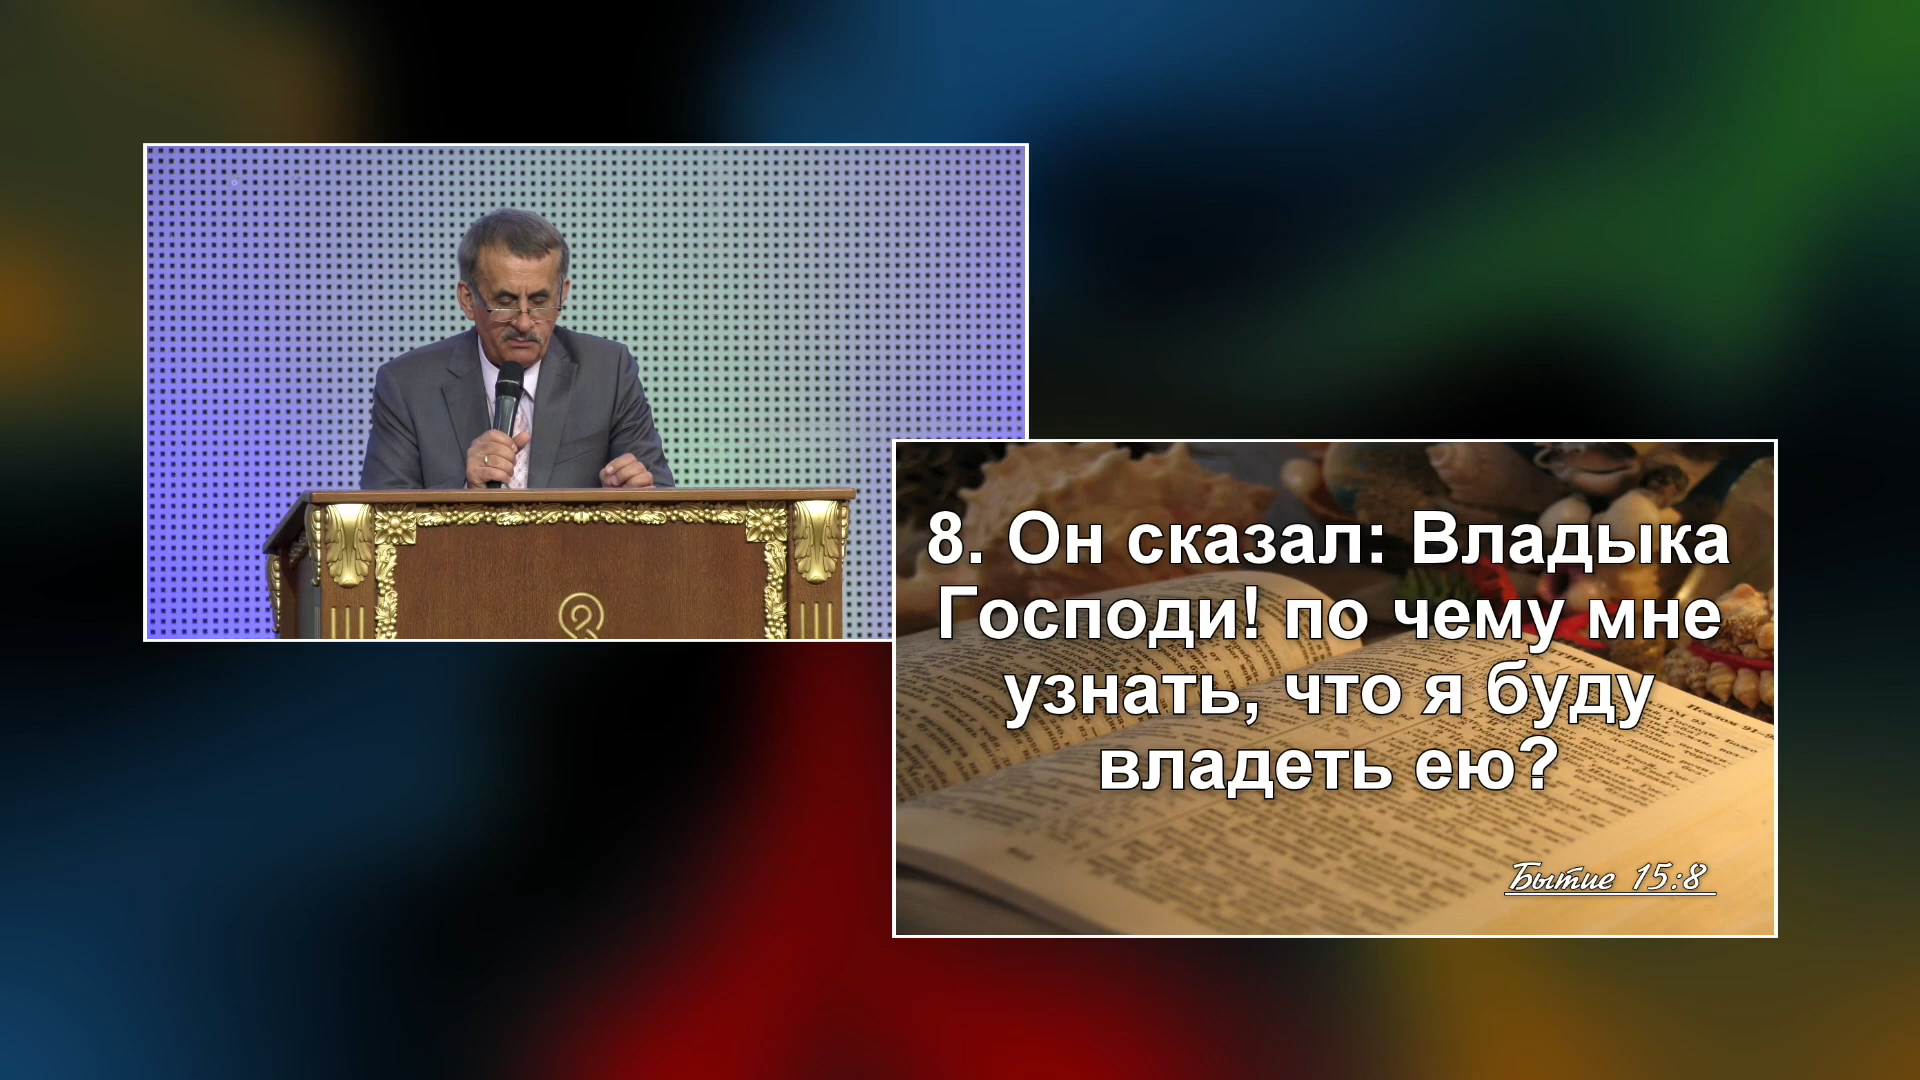 8. Он сказал: Владыка
Господи! по чему мне
узнать, что я буду
владеть ею?
Бытие 15:8